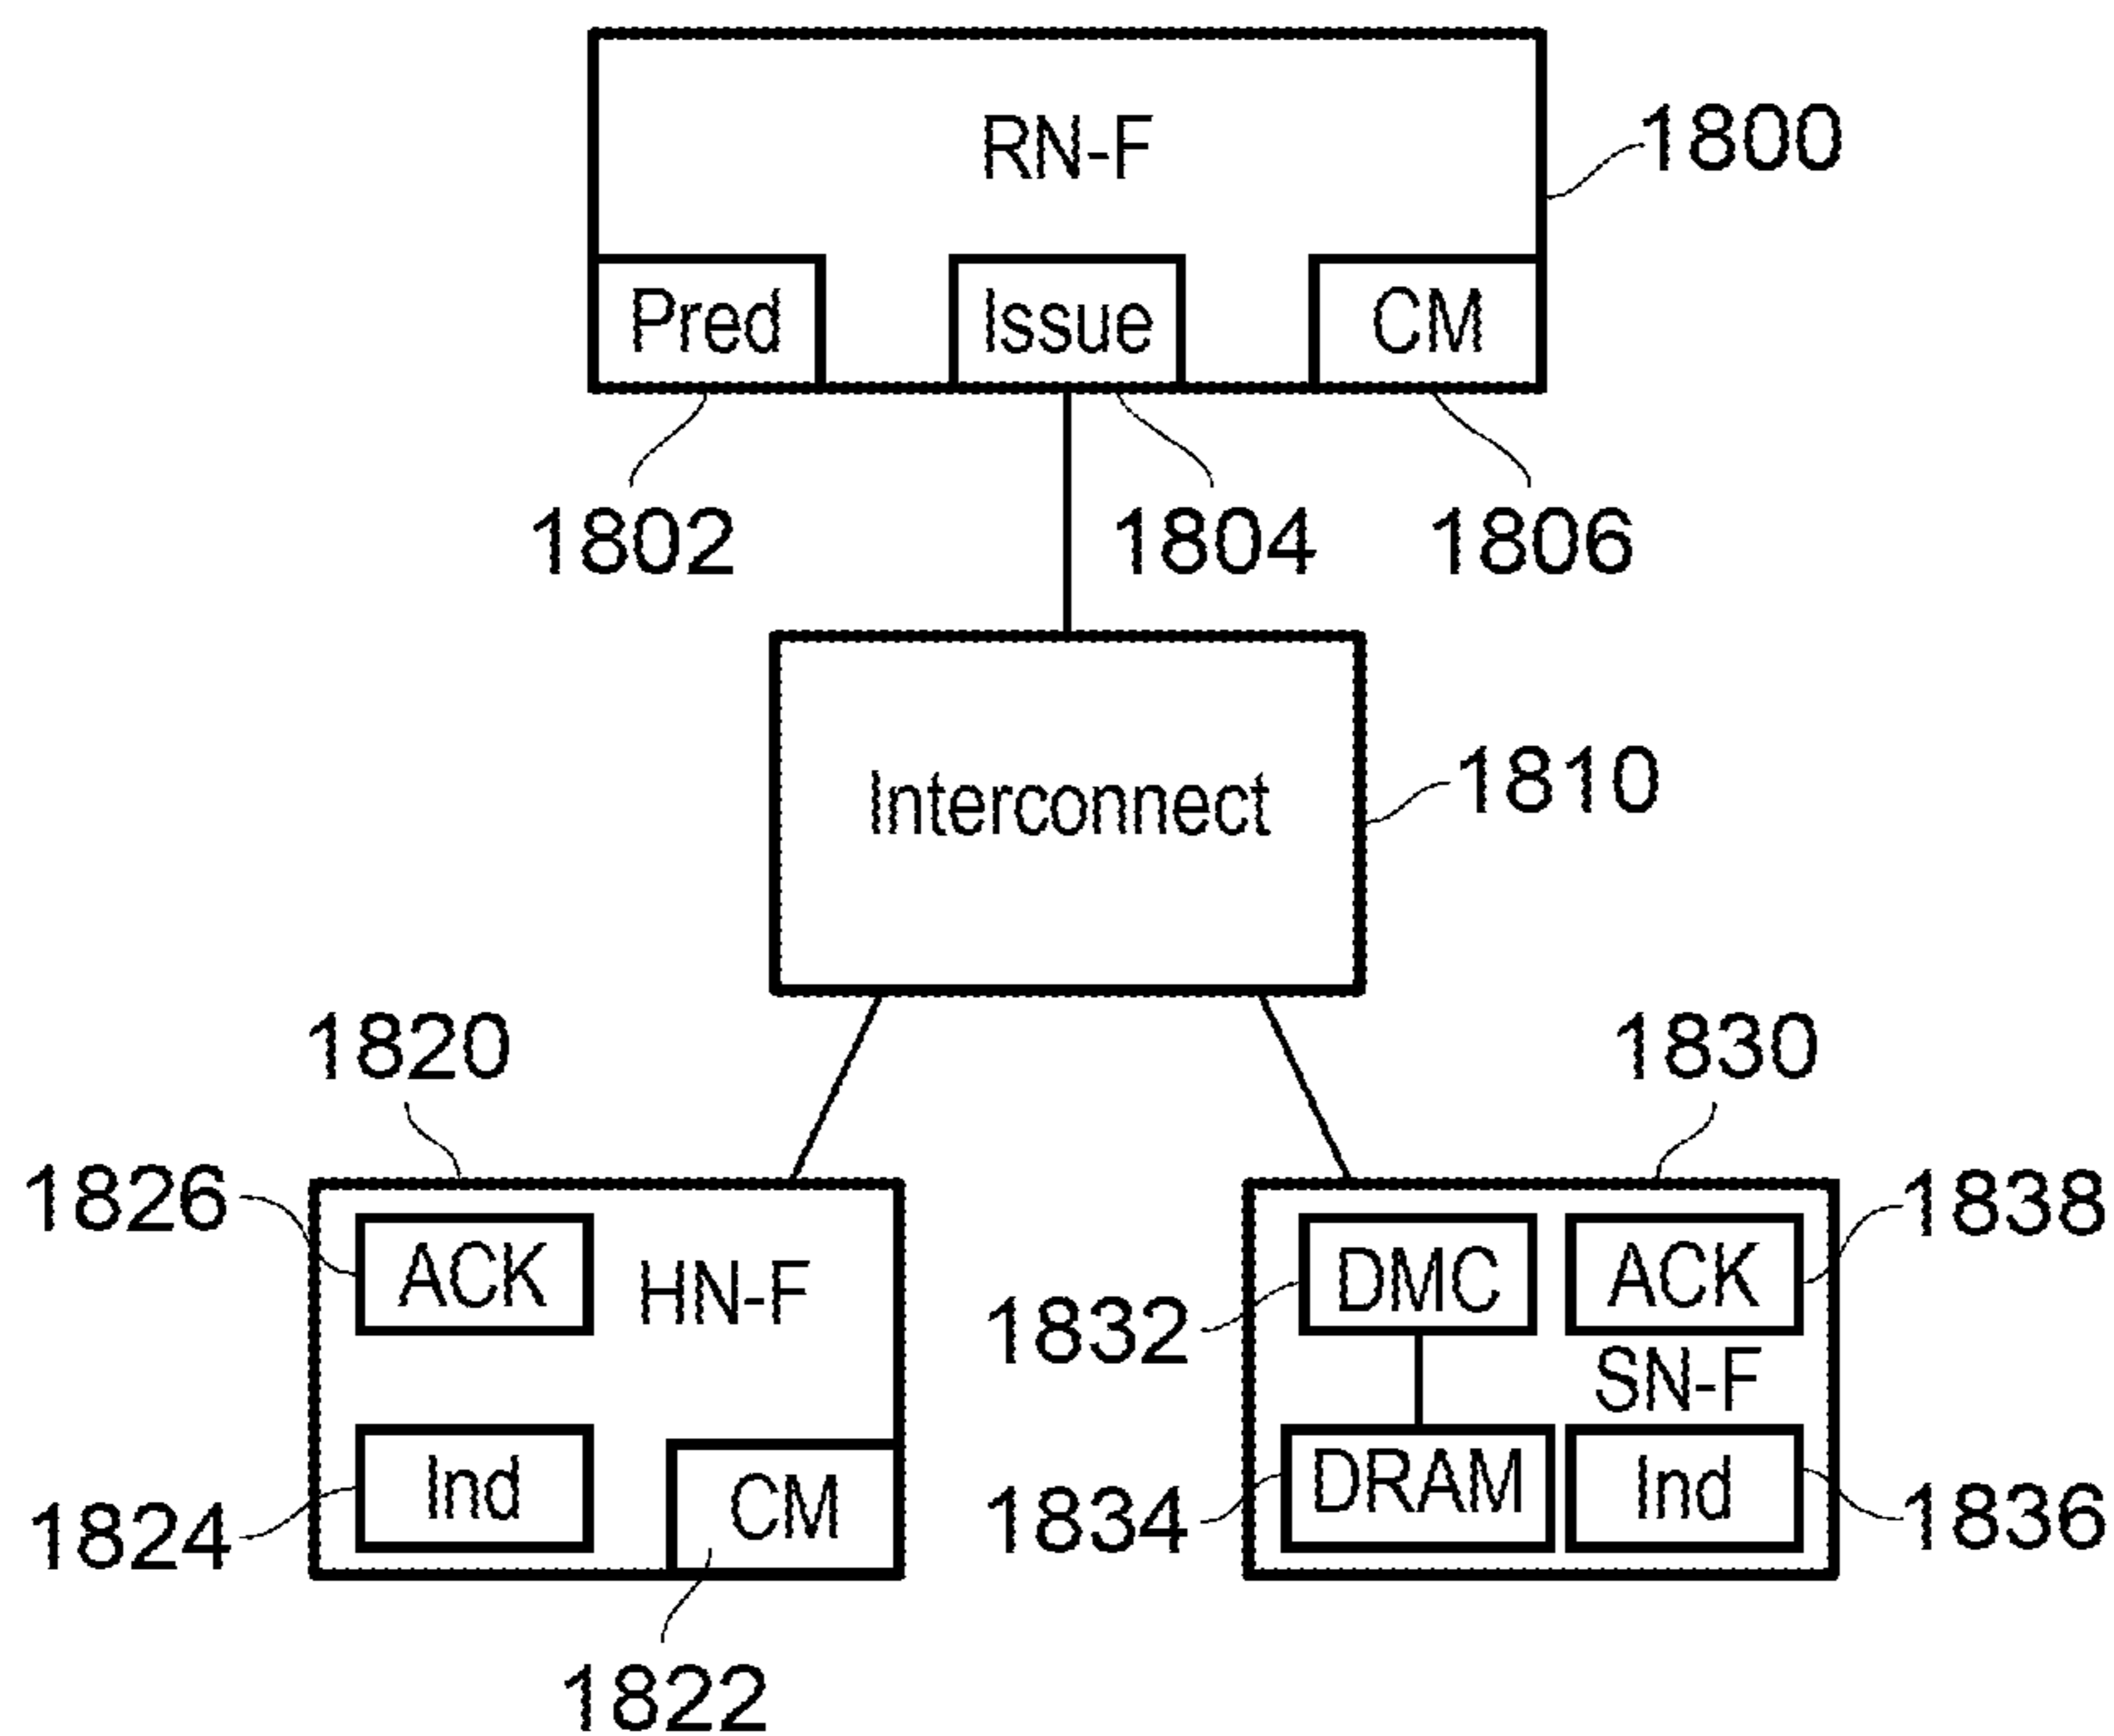 RN-F
1800
Pred
Issue
CM
1802
1804
1806
Interconnect
1810
1820
1830
1826
ACK
HN-F
1832
DMC
ACK
1838
SN-F
1824
Ind
CM
1834
DRAM
Ind
1836
1822